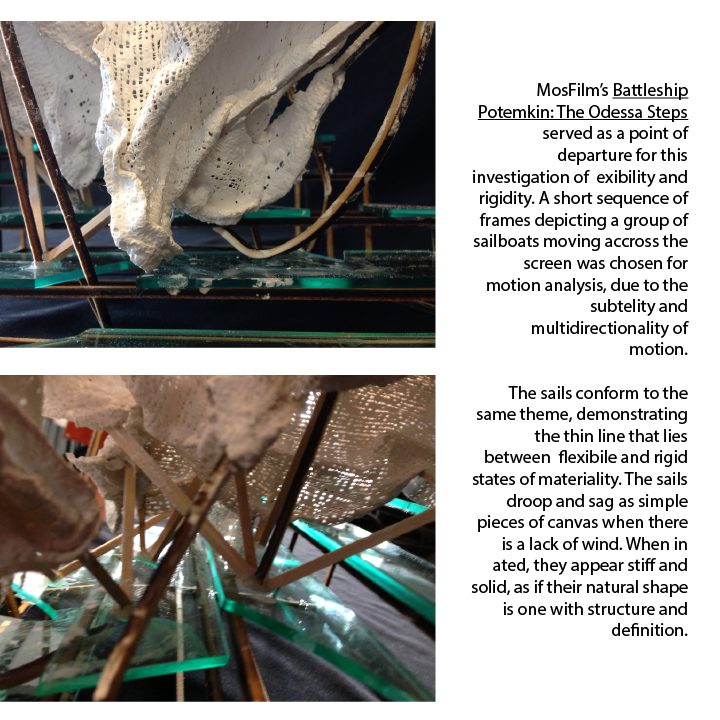 MosFilm's Battleship
Potemkin: The Odessa Steps
served as a point of
departure for this
investigation of exibility and
rigidity. A short sequence of
frames depicting a group of
sailboats moving accross the
screen was chosen for
motion analysis, due to the
subtelity and
multidirectionality of
motion.
The sails conform to the
same theme, demonstrating
the thin line that lies
between flexibile and rigid
states of materiality. The sails
droop and sag as simple
pieces of canvas when there
is a lack of wind. When in
ated, they appear stiff and
solid, as if their natural shape
is one with structure and
definition.